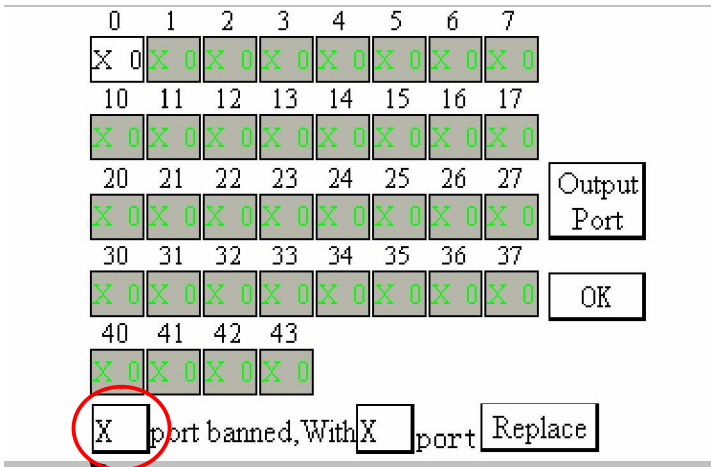 0 1 2 3 4 5 6 7
X 0 X 0 X 0 X 0 X 0 X 0 X 0 X 0
10 11 12 13 14 15 16 17
X 0 X 0 X 0 X 0 X 0 X 0 X 0 X 0
20 21 22 23 24 25 26 27
X 0 X 0 X 0 X 0 X 0 X 0 X 0 X 0
Output
Port
30 31 32 33 34 35 36 37
X 0 X 0 X 0 X 0 X 0 X 0 X 0 X 0
OK
40 41 42 43
X 0 X 0 X 0 X 0
X port banned,With X port Replace